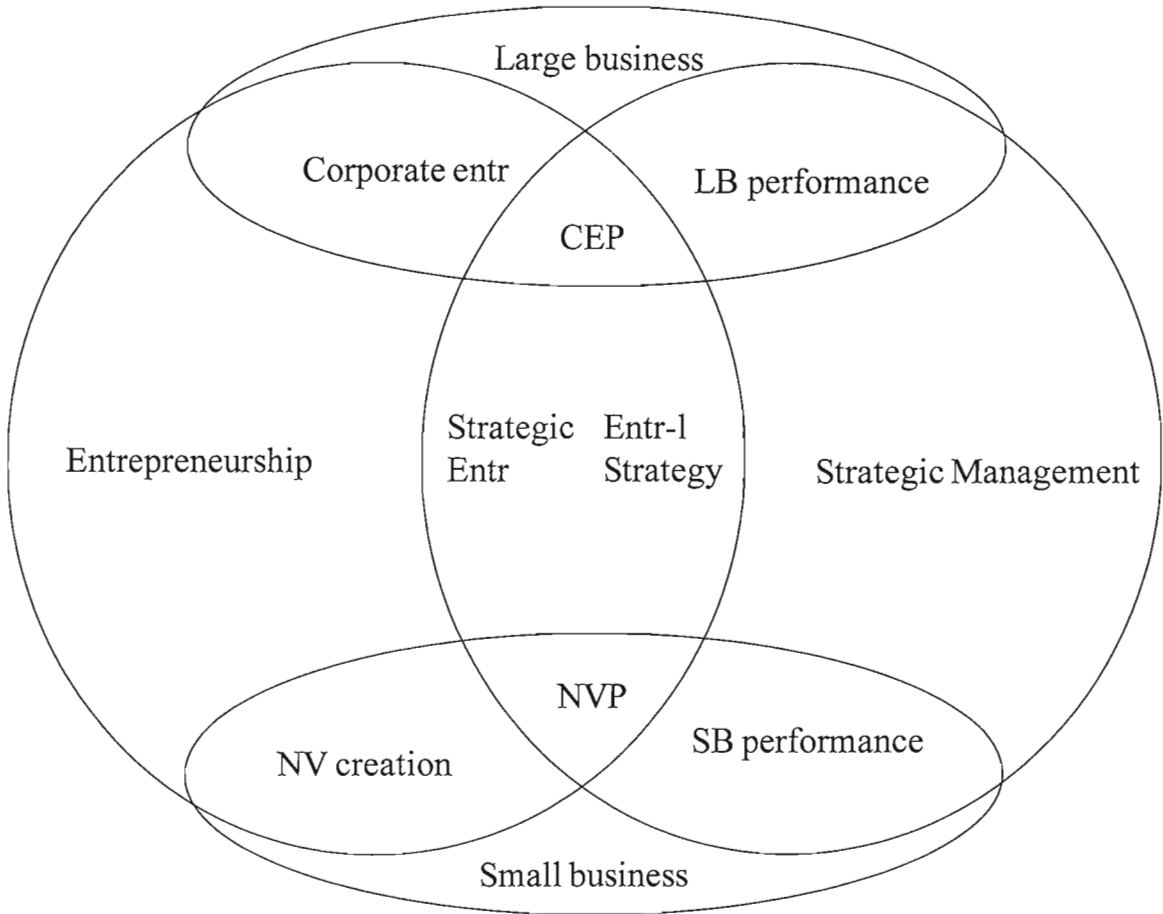 Large business
Corporate entr
LB performance
CEP
Strategic
Entr
Entr-l
Strategy
Entrepreneurship
Strategic Management
NVP
SB performance
NV creation
Small business